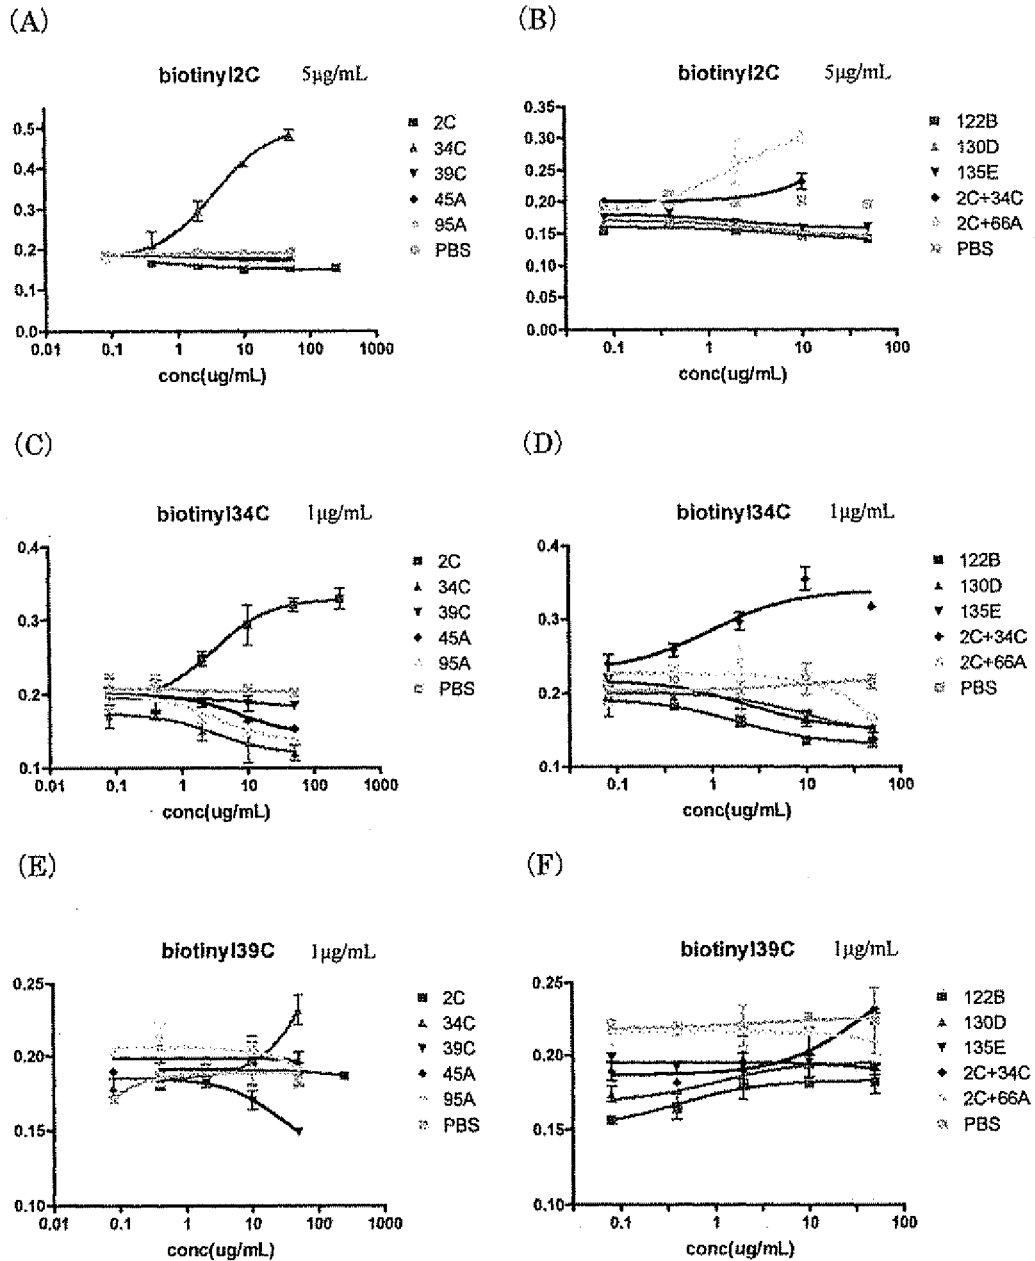 (A)
biotinyl2C 5μg/mL
0.5
0.4
0.3
0.2
0.1
0.0
0.01 0.1 1 10 100 1000
conc(ug/mL)
2C
34C
39C
45A
95A
PBS
(B)
biotinyl2C 5μg/mL
0.35
0.30
0.25
0.20
0.15
0.10
0.05
0.00
0.1 1 10 100
conc(ug/mL)
122B
130D
135E
2C+34C
2C+66A
PBS
(C)
biotinyl34C 1μg/mL
0.4
0.3
0.2
0.1
0.01 0.1 1 10 100 1000
conc(ug/mL)
2C
34C
39C
45A
95A
PBS
(D)
biotinyl34C 1μg/mL
0.4
0.3
0.2
0.1
0.1 1 10 100
conc(ug/mL)
122B
130D
135E
2C+34C
2C+66A
PBS
(E)
biotinyl39C 1μg/mL
0.25
0.20
0.15
0.10
0.01 0.1 1 10 100 1000
conc(ug/mL)
2C
34C
39C
45A
95A
PBS
(F)
biotinyl39C 1μg/mL
0.25
0.20
0.15
0.10
0.1 1 10 100
conc(ug/mL)
122B
130D
135E
2C+34C
2C+66A
PBS